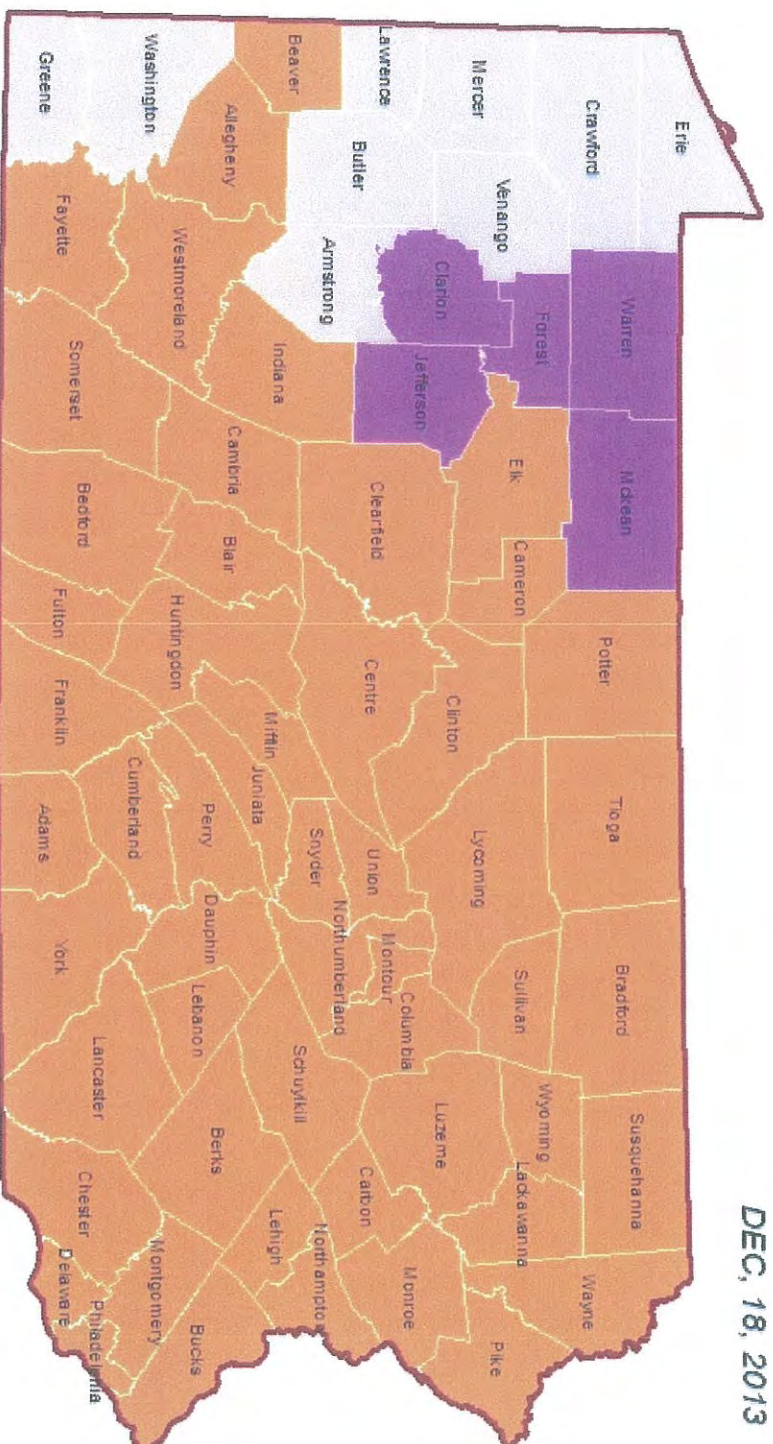 DEC, 18, 2013
Erie
Crawford
Warren
Mckean
Potter
Tioga
Bradford
Susquehanna
Wayne
Mercer
Venango
Forest
Elk
Cameron
Clinton
Lycoming
Sullivan
Wyoming
Lackawanna
Pike
Lawrence
Butler
Clarion
Jefferson
Clearfield
Centre
Union
Montour
Columbia
Luzerne
Monroe
Carbon
Beaver
Armstrong
Indiana
Cambria
Blair
Huntingdon
Mifflin
Juniata
Snyder
Northumberland
Schuylkill
Northampton
Lehigh
Allegheny
Westmoreland
Perry
Dauphin
Lebanon
Berks
Bucks
Montgomery
Washington
Greene
Fayette
Somerset
Bedford
Fulton
Franklin
Cumberland
Adams
York
Lancaster
Chester
Delaware
Philadelphia